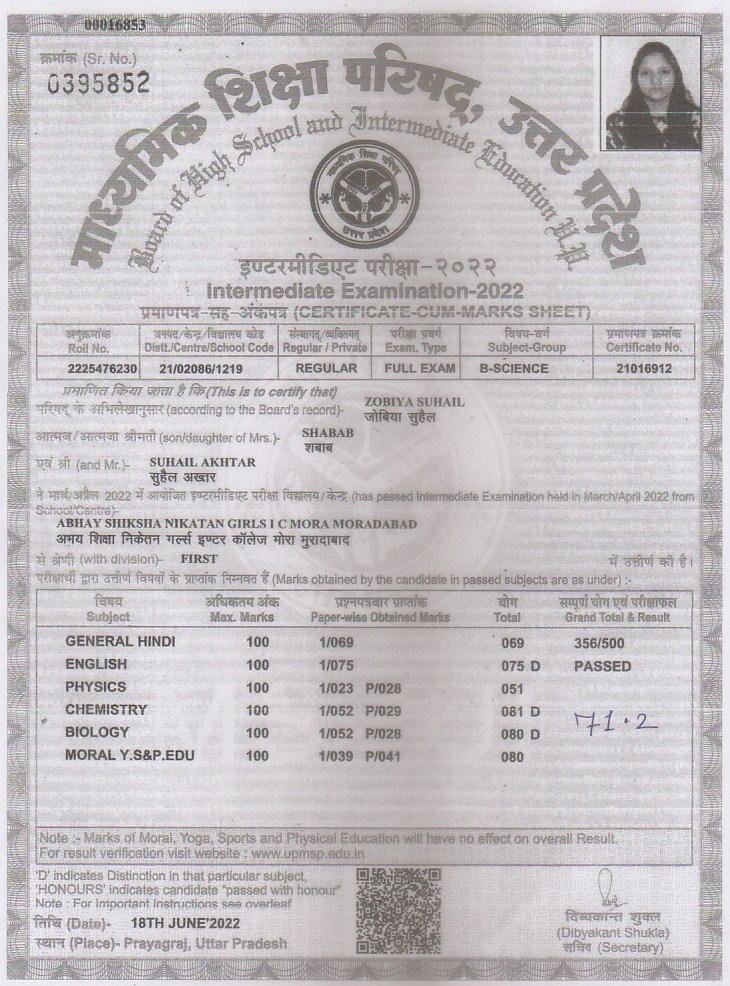 00016853
क्रमांक (Sr. No.)
0395852
माध्यमिक शिक्षा परिषद्, उत्तर प्रदेश
Board of High School and Intermediate Education U.P.
माध्यमिक शिक्षा परिषद्
उत्तर प्रदेश
इण्टरमीडिएट परीक्षा-२०२२
Intermediate Examination-2022
प्रमाणपत्र-सह-अंकपत्र (CERTIFICATE-CUM-MARKS SHEET)
अनुक्रमांक जनपद/केन्द्र/विद्यालय कोड संस्थागत/व्यक्तिगत परीक्षा प्रवर्ग विषय-वर्ग प्रमाणपत्र क्रमांक
Roll No. Distt./Centre/School Code Regular / Private Exam. Type Subject-Group Certificate No.
2225476230 21/02086/1219 REGULAR FULL EXAM B-SCIENCE 21016912
प्रमाणित किया जाता है कि (This is to certify that)
ZOBIYA SUHAIL
परिषद् के अभिलेखानुसार (according to the Board's record)- जोबिया सुहैल
आत्मज/आत्मजा श्रीमती (son/daughter of Mrs.)- SHABAB
शबाब
एवं श्री (and Mr.)- SUHAIL AKHTAR
सुहैल अख्तर
ने मार्च/अप्रैल 2022 में आयोजित इण्टरमीडिएट परीक्षा विद्यालय/केन्द्र (has passed Intermediate Examination held in March/April 2022 from
School/Centre)-
ABHAY SHIKSHA NIKATAN GIRLS I C MORA MORADABAD
अभय शिक्षा निकेतन गर्ल्स इण्टर कॉलेज मोरा मुरादाबाद
से श्रेणी (with division)- FIRST में उत्तीर्ण की है।
परीक्षार्थी द्वारा उत्तीर्ण विषयों के प्राप्तांक निम्नवत हैं (Marks obtained by the candidate in passed subjects are as under) :-
विषय अधिकतम अंक प्रश्नपत्रवार प्राप्तांक योग सम्पूर्ण योग एवं परीक्षाफल
Subject Max. Marks Paper-wise Obtained Marks Total Grand Total & Result
GENERAL HINDI 100 1/069 069 356/500
ENGLISH 100 1/075 075 D PASSED
PHYSICS 100 1/023 P/028 051
CHEMISTRY 100 1/052 P/029 081 D
71.2
BIOLOGY 100 1/052 P/028 080 D
MORAL Y.S&P.EDU 100 1/039 P/041 080
Note :- Marks of Moral, Yoga, Sports and Physical Education will have no effect on overall Result.
For result verification visit website : www.upmsp.edu.in
'D' indicates Distinction in that particular subject,
'HONOURS' indicates candidate "passed with honour"
Note : For Important Instructions see overleaf
तिथि (Date)- 18TH JUNE'2022
स्थान (Place)- Prayagraj, Uttar Pradesh
दिव्यकान्त शुक्ल
(Dibyakant Shukla)
सचिव (Secretary)